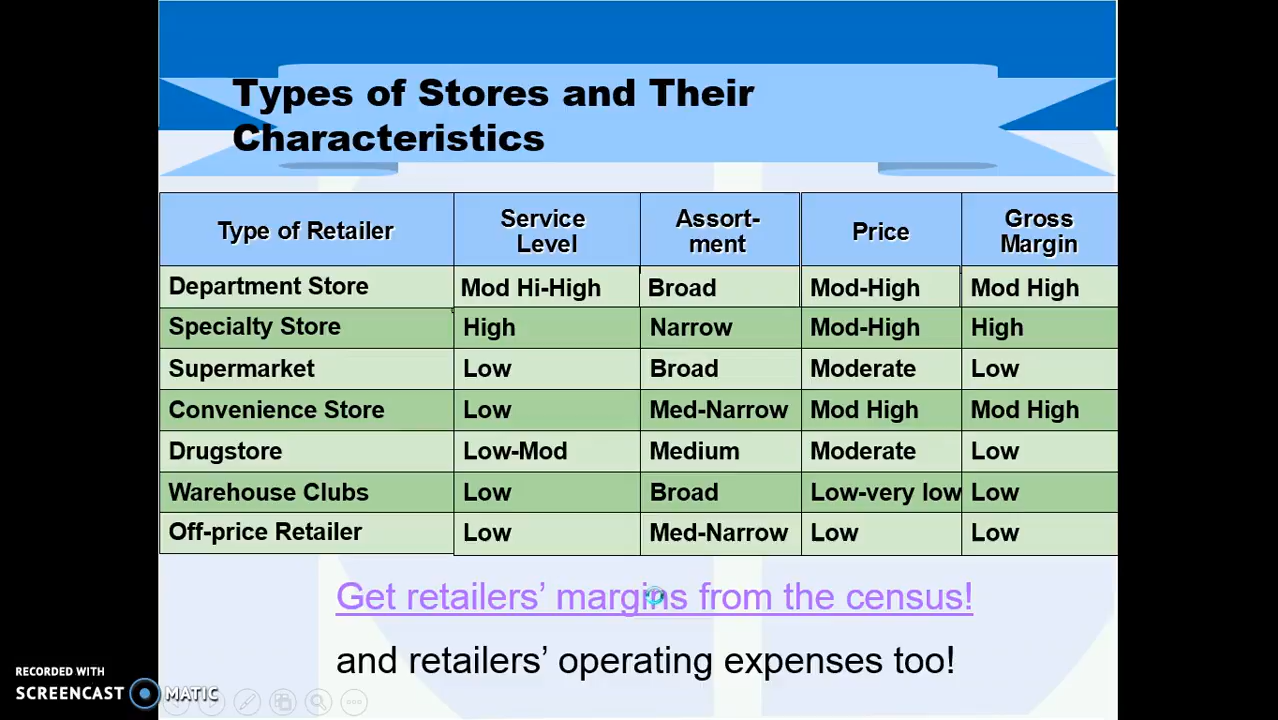 Types of Stores and Their
Characteristics
Type of Retailer Service Level Assort-ment Price Gross Margin
Department Store Mod Hi-High Broad Mod-High Mod High
Specialty Store High Narrow Mod-High High
Supermarket Low Broad Moderate Low
Convenience Store Low Med-Narrow Mod High Mod High
Drugstore Low-Mod Medium Moderate Low
Warehouse Clubs Low Broad Low-very low Low
Off-price Retailer Low Med-Narrow Low Low
Get retailers’ margins from the census!
and retailers’ operating expenses too!
RECORDED WITH
SCREENCAST MATIC